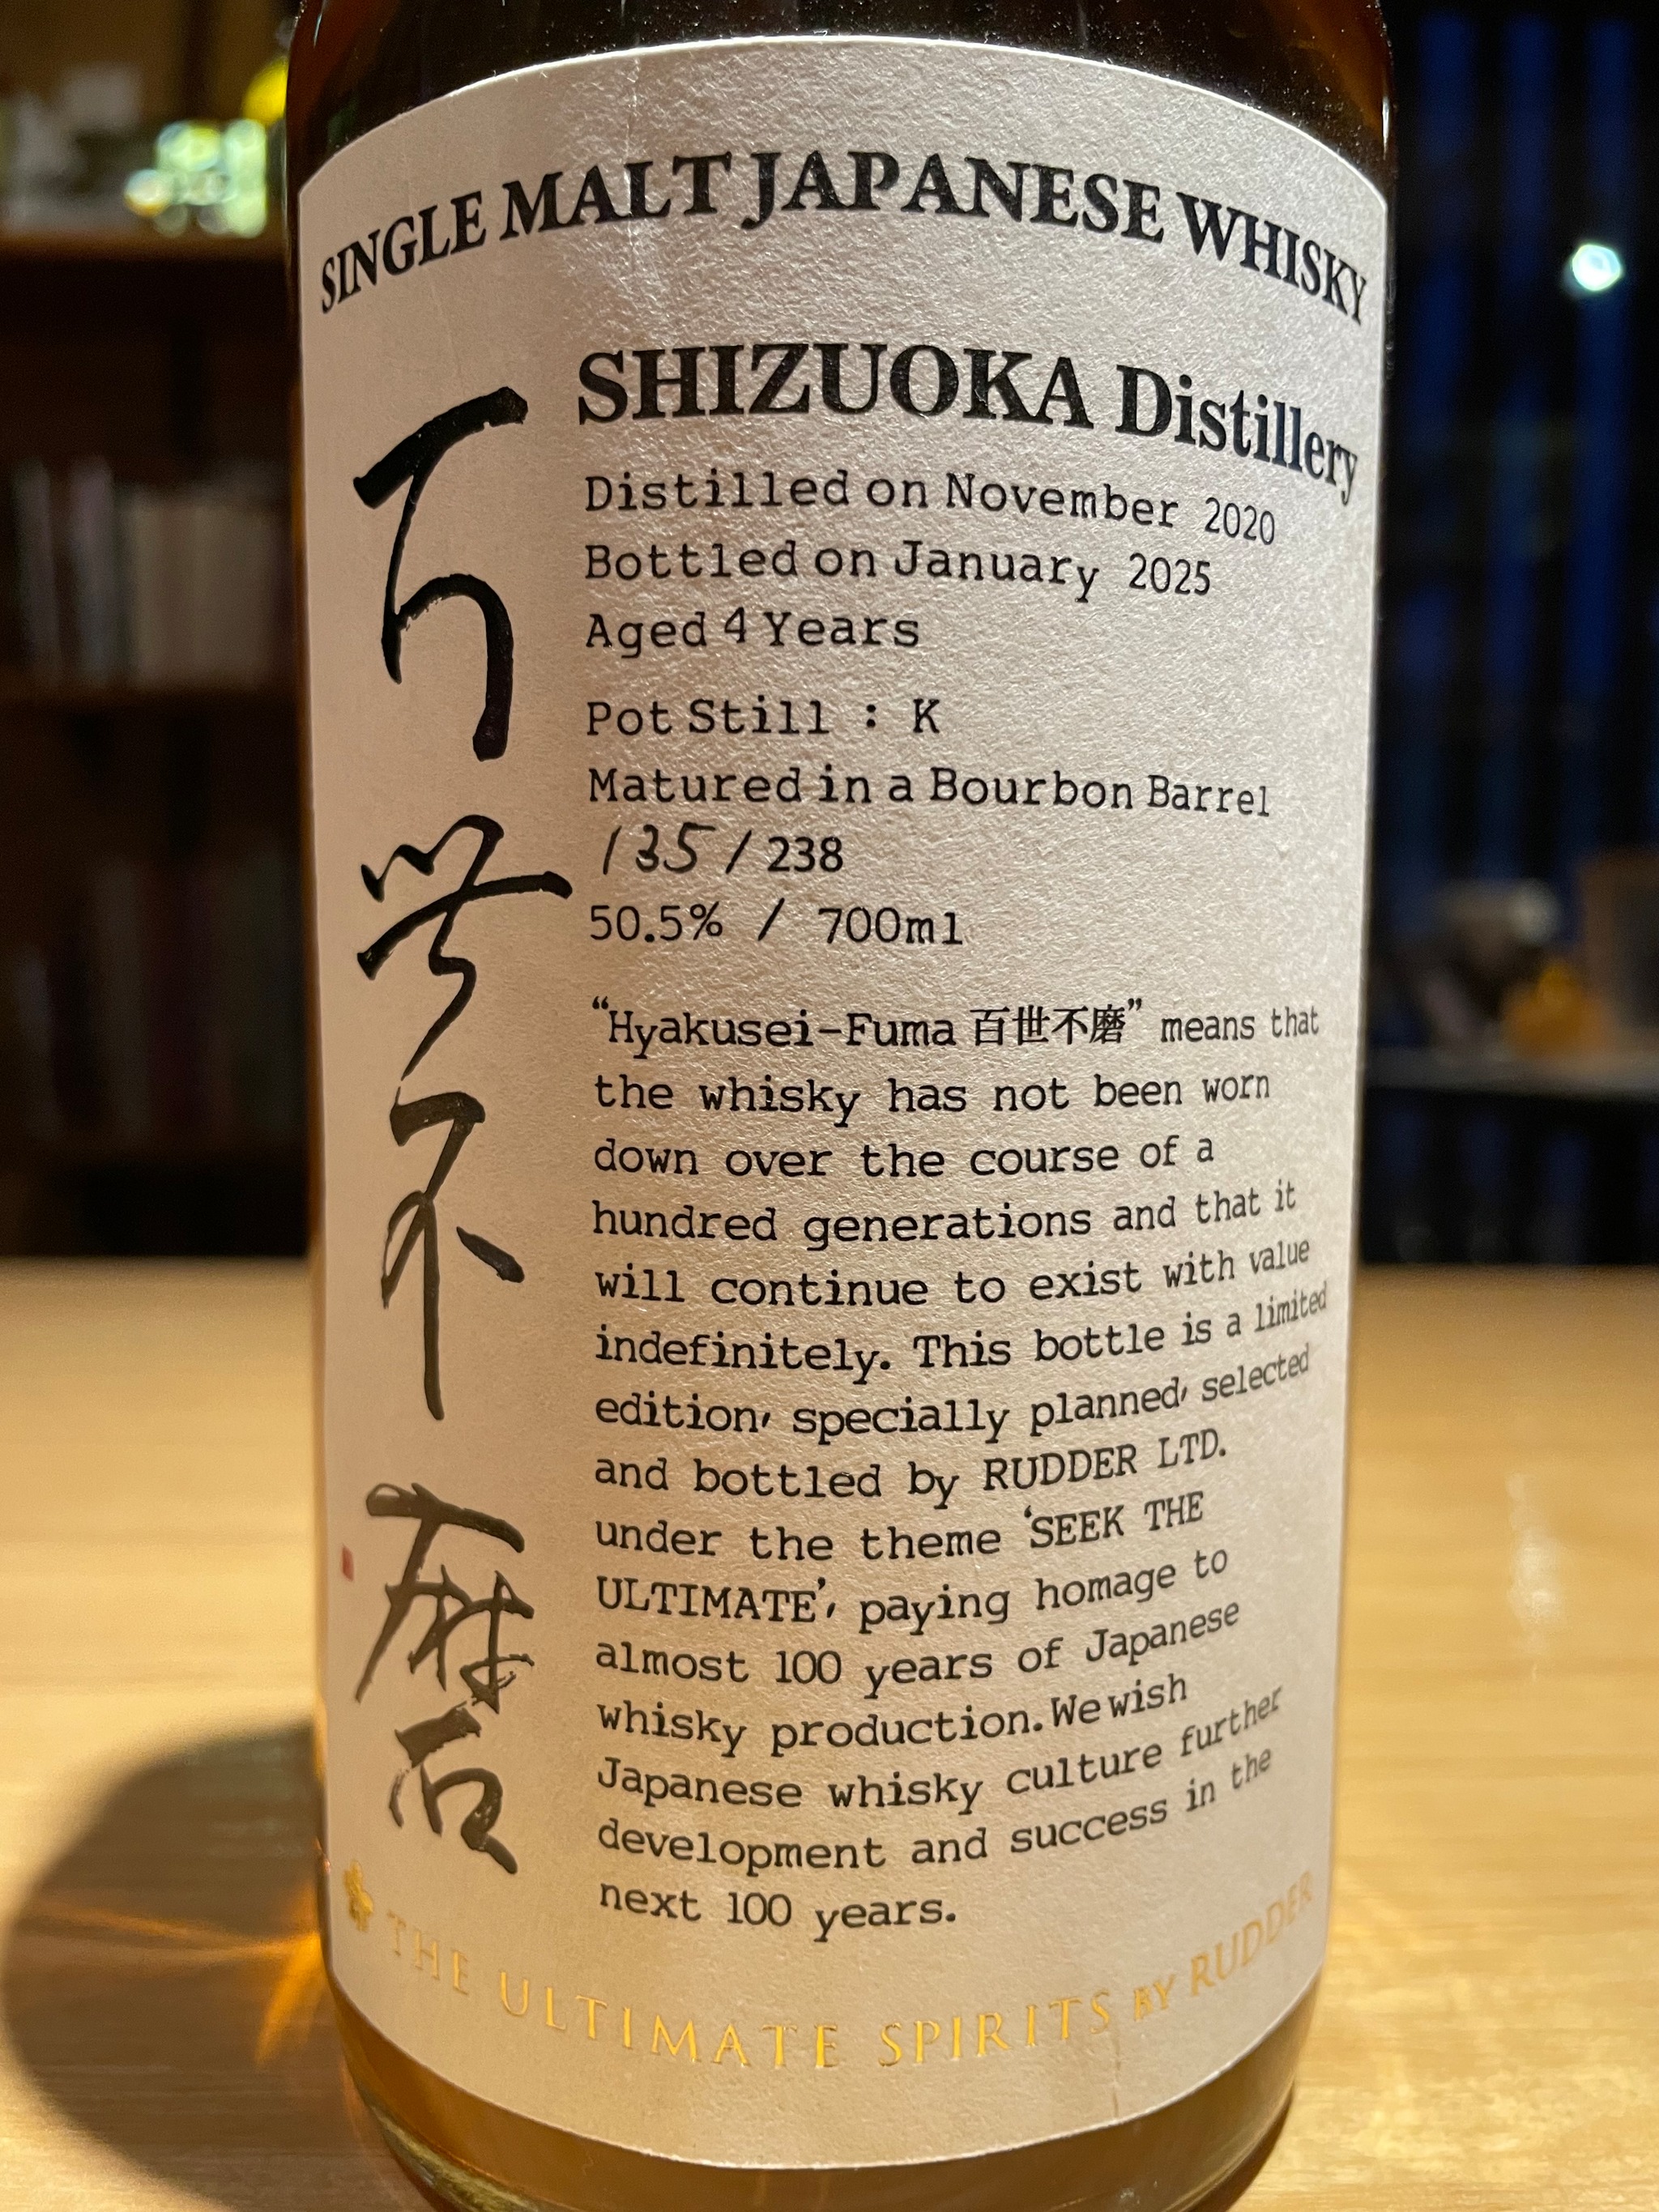 SINGLE MALT JAPANESE WHISKY
百世不磨
SHIZUOKA Distillery
Distilled on November 2020
Bottled on January 2025
Aged 4 Years
Pot Still : K
Matured in a Bourbon Barrel
135 / 238
50.5% / 700ml
“Hyakusei-Fuma 百世不磨” means that
the whisky has not been worn
down over the course of a
hundred generations and that it
will continue to exist with value
indefinitely. This bottle is a limited
edition, specially planned, selected
and bottled by RUDDER LTD.
under the theme ‘SEEK THE
ULTIMATE’, paying homage to
almost 100 years of Japanese
whisky production. We wish
Japanese whisky culture further
development and success in the
next 100 years.
THE ULTIMATE SPIRITS BY RUDDER